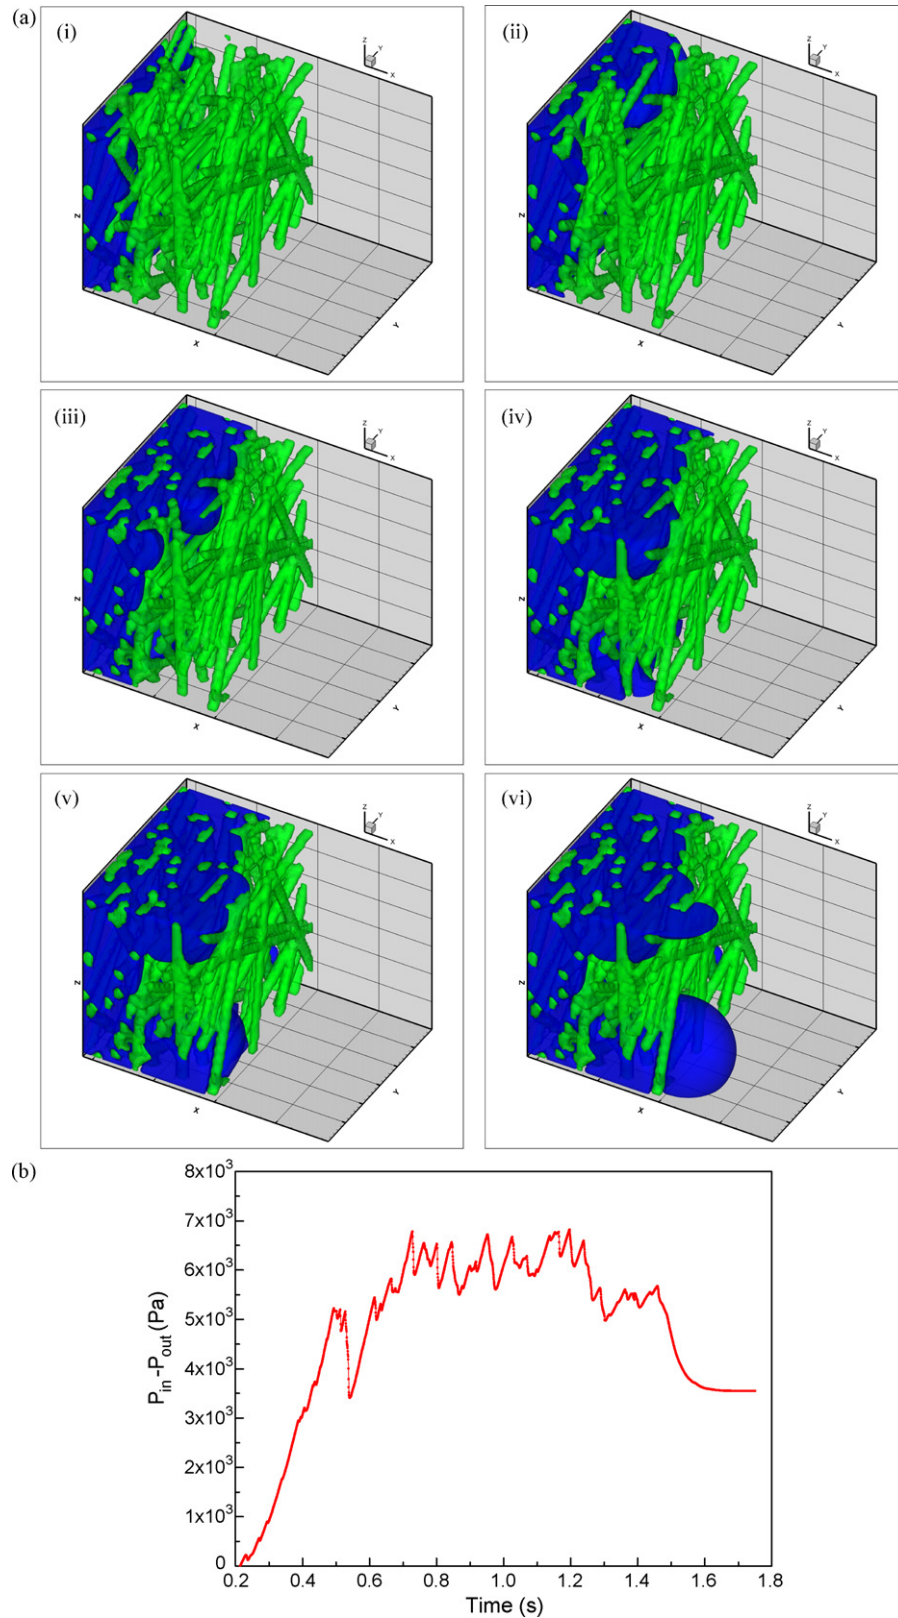 (a)
(i)
Z
Y
X
Z
X
Y
(ii)
Z
Y
X
Z
X
Y
(iii)
Z
Y
X
Z
X
Y
(iv)
Z
Y
X
Z
X
Y
(v)
Z
Y
X
Z
X
Y
(vi)
Z
Y
X
Z
X
Y
(b)
8x10³
7x10³
6x10³
5x10³
4x10³
3x10³
2x10³
1x10³
0
P_in-P_out (Pa)
0.2 0.4 0.6 0.8 1.0 1.2 1.4 1.6 1.8
Time (s)